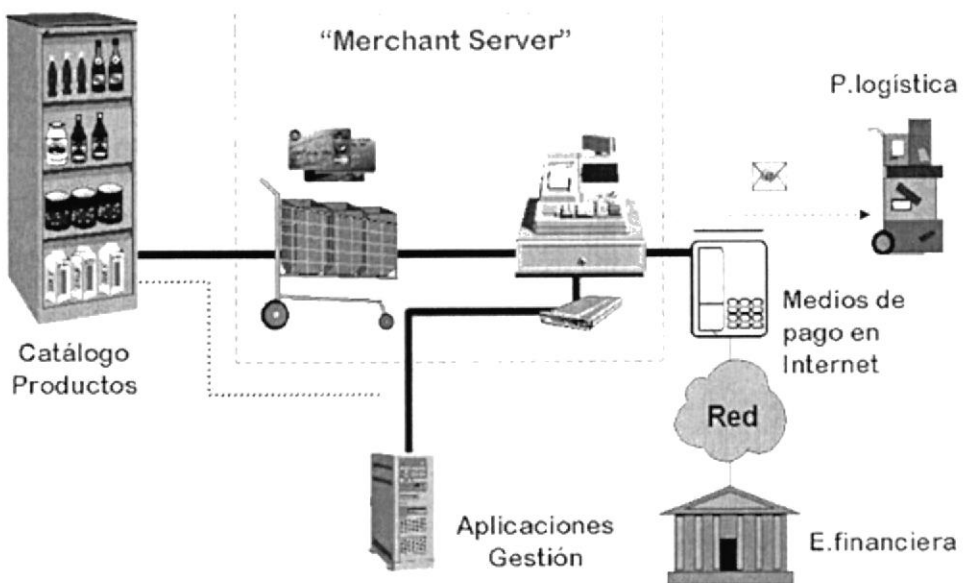 “Merchant Server”
P.logística
Catálogo
Productos
Medios de
pago en
Internet
Red
Aplicaciones
Gestión
E.financiera